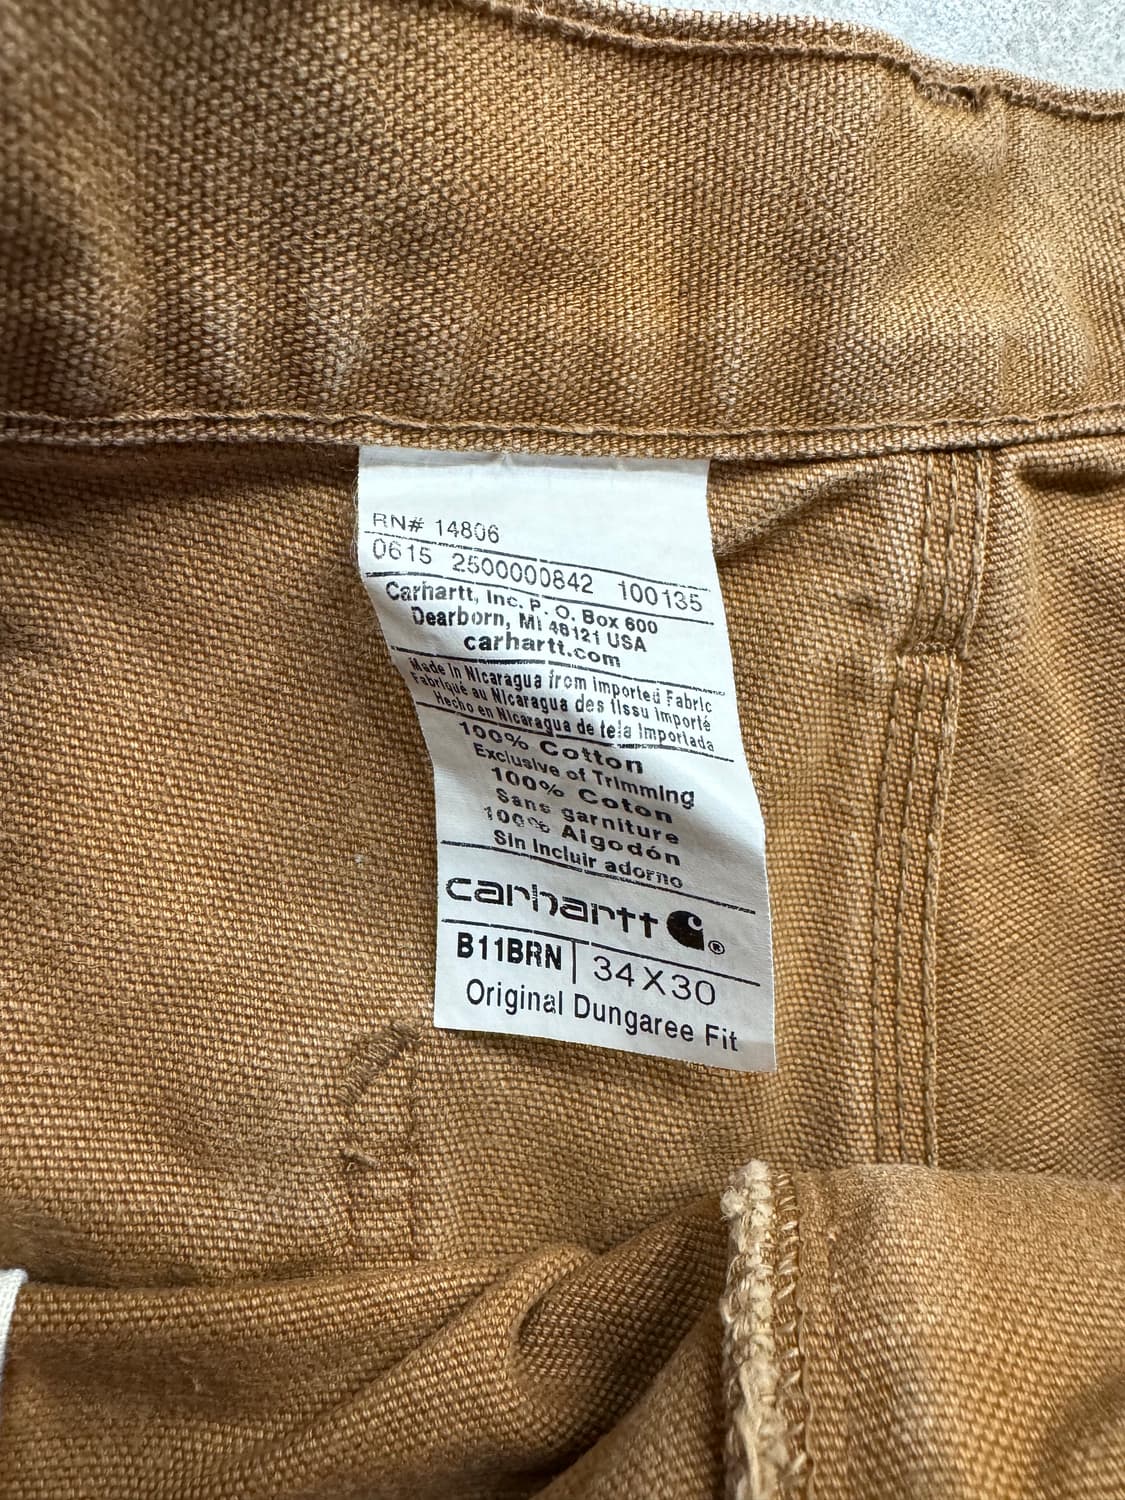 RN# 14806
0615 2500000842 100135
Carhartt, Inc. P. O. Box 600
Dearborn, MI 48121 USA
carhartt.com
Made in Nicaragua from Imported Fabric
Fabriqué au Nicaragua des tissu importé
Hecho en Nicaragua de tela Importada
100% Cotton
Exclusive of Trimming
100% Coton
Sans garniture
100% Algodón
Sin Incluir adorno
carhartt ®
B11BRN | 34X30
Original Dungaree Fit